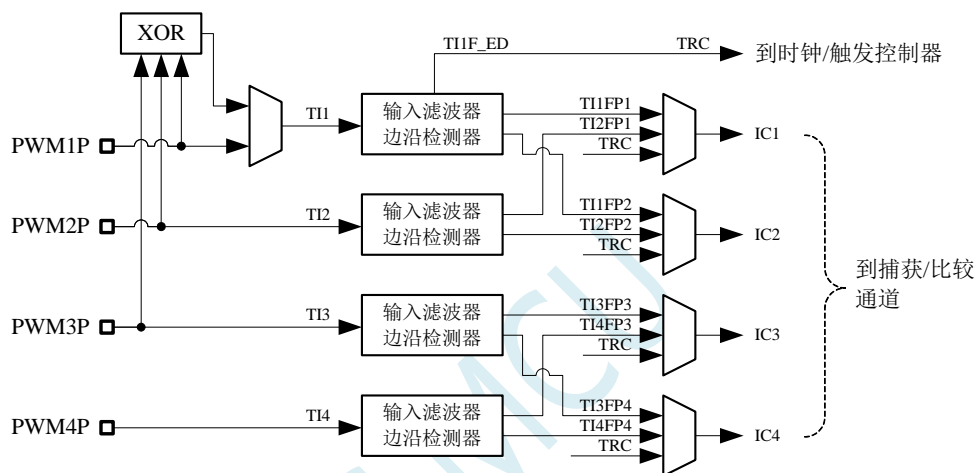 XOR
TI1F_ED
TRC
到时钟/触发控制器
PWM1P
TI1
输入滤波器
边沿检测器
TI1FP1
TI2FP1
TRC
IC1
PWM2P
TI2
输入滤波器
边沿检测器
TI1FP2
TI2FP2
TRC
IC2
到捕获/比较
通道
PWM3P
TI3
输入滤波器
边沿检测器
TI3FP3
TI4FP3
TRC
IC3
PWM4P
TI4
输入滤波器
边沿检测器
TI3FP4
TI4FP4
TRC
IC4
MCU